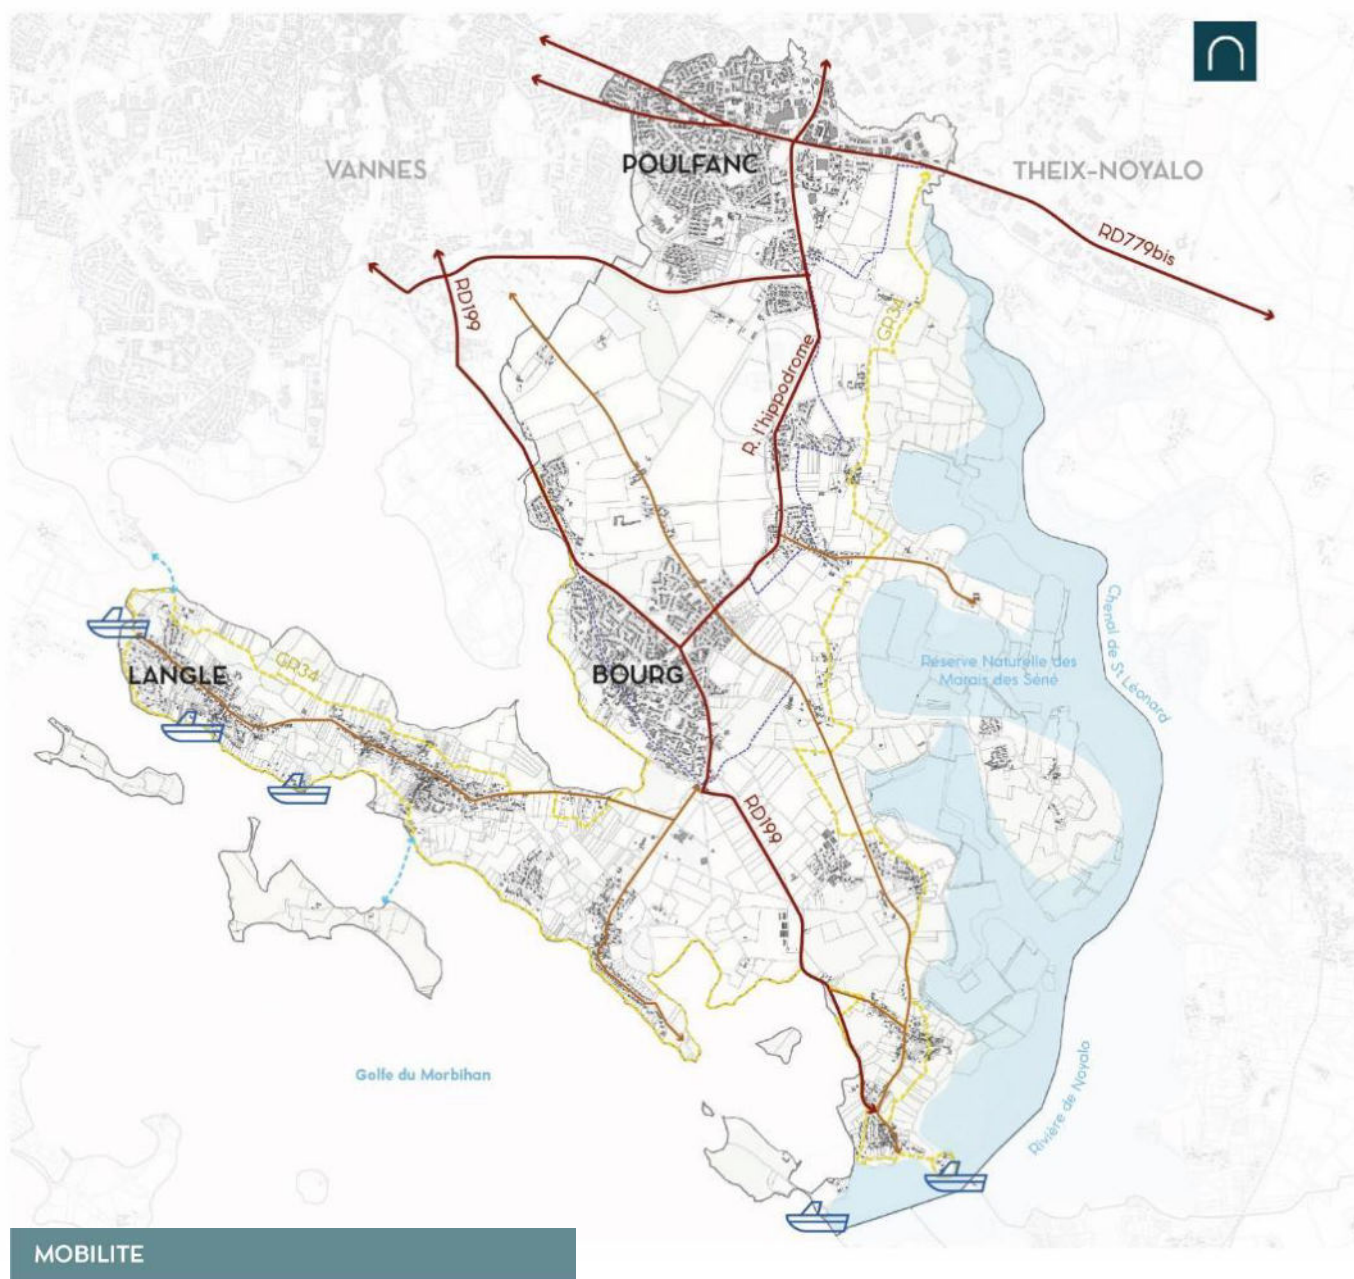 VANNES
POULFANC
THEIX-NOYALO
RD779bis
RD199
GR34
R. l'hippodrome
Chenal de St Léonard
Réserve Naturelle des
Marais des Séné
BOURG
LANGLE
GR34
RD199
Golfe du Morbihan
Rivière de Noyalo
MOBILITE